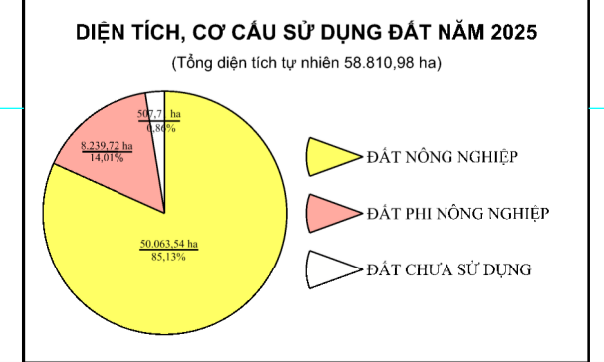 DIỆN TÍCH, CƠ CẤU SỬ DỤNG ĐẤT NĂM 2025
(Tổng diện tích tự nhiên 58.810,98 ha)
507,71 ha
0,86%
8.239,72 ha
14,01%
50.063,54 ha
85,13%
ĐẤT NÔNG NGHIỆP
ĐẤT PHI NÔNG NGHIỆP
ĐẤT CHƯA SỬ DỤNG